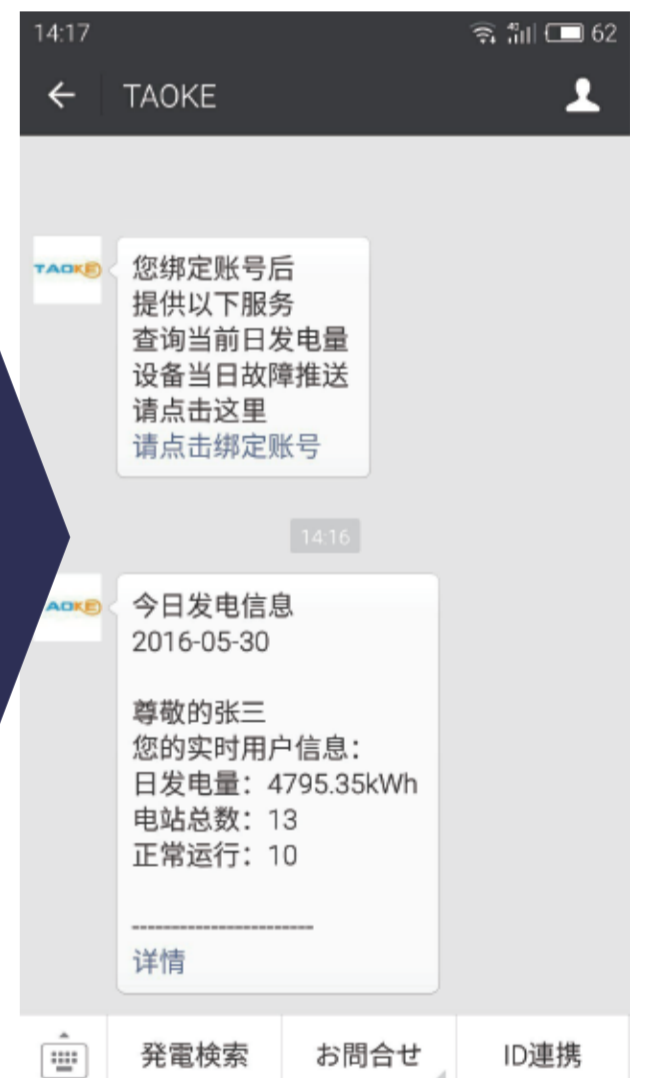 14:17
4G
62
TAOKE
TAOKE
您绑定账号后
提供以下服务
查询当前日发电量
设备当日故障推送
请点击这里
请点击绑定账号
14:16
AOKE
今日发电信息
2016-05-30
尊敬的张三
您的实时用户信息：
日发电量：4795.35kWh
电站总数：13
正常运行：10
-----------------------
详情
発電検索
お問合せ
ID連携